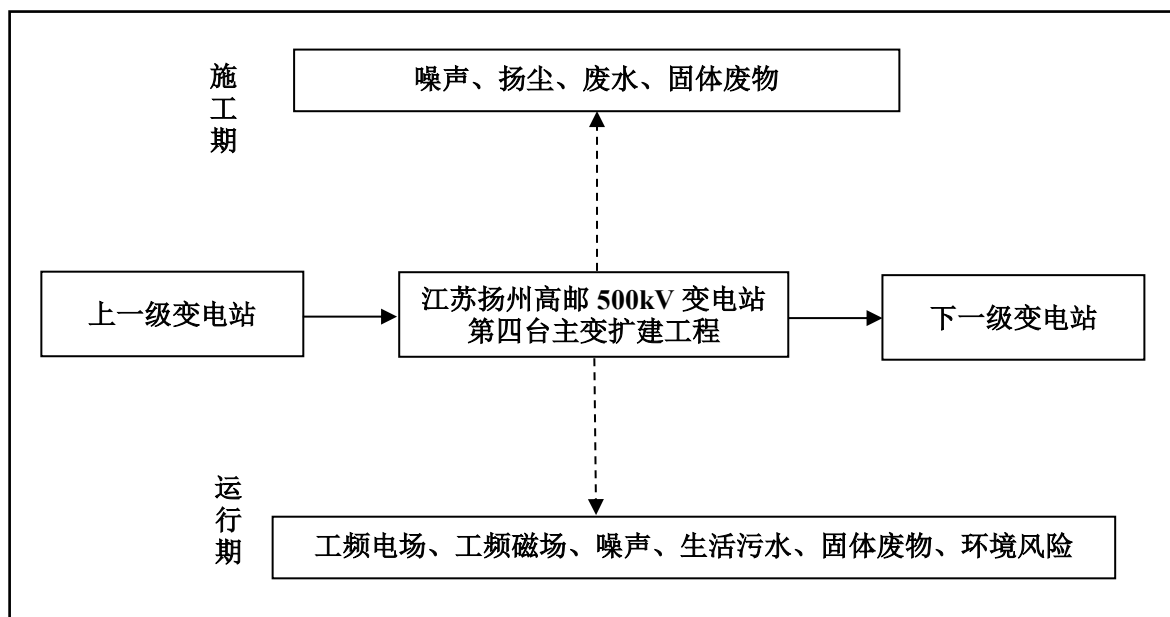 施工期
噪声、扬尘、废水、固体废物
上一级变电站
江苏扬州高邮 500kV 变电站
第四台主变扩建工程
下一级变电站
运行期
工频电场、工频磁场、噪声、生活污水、固体废物、环境风险